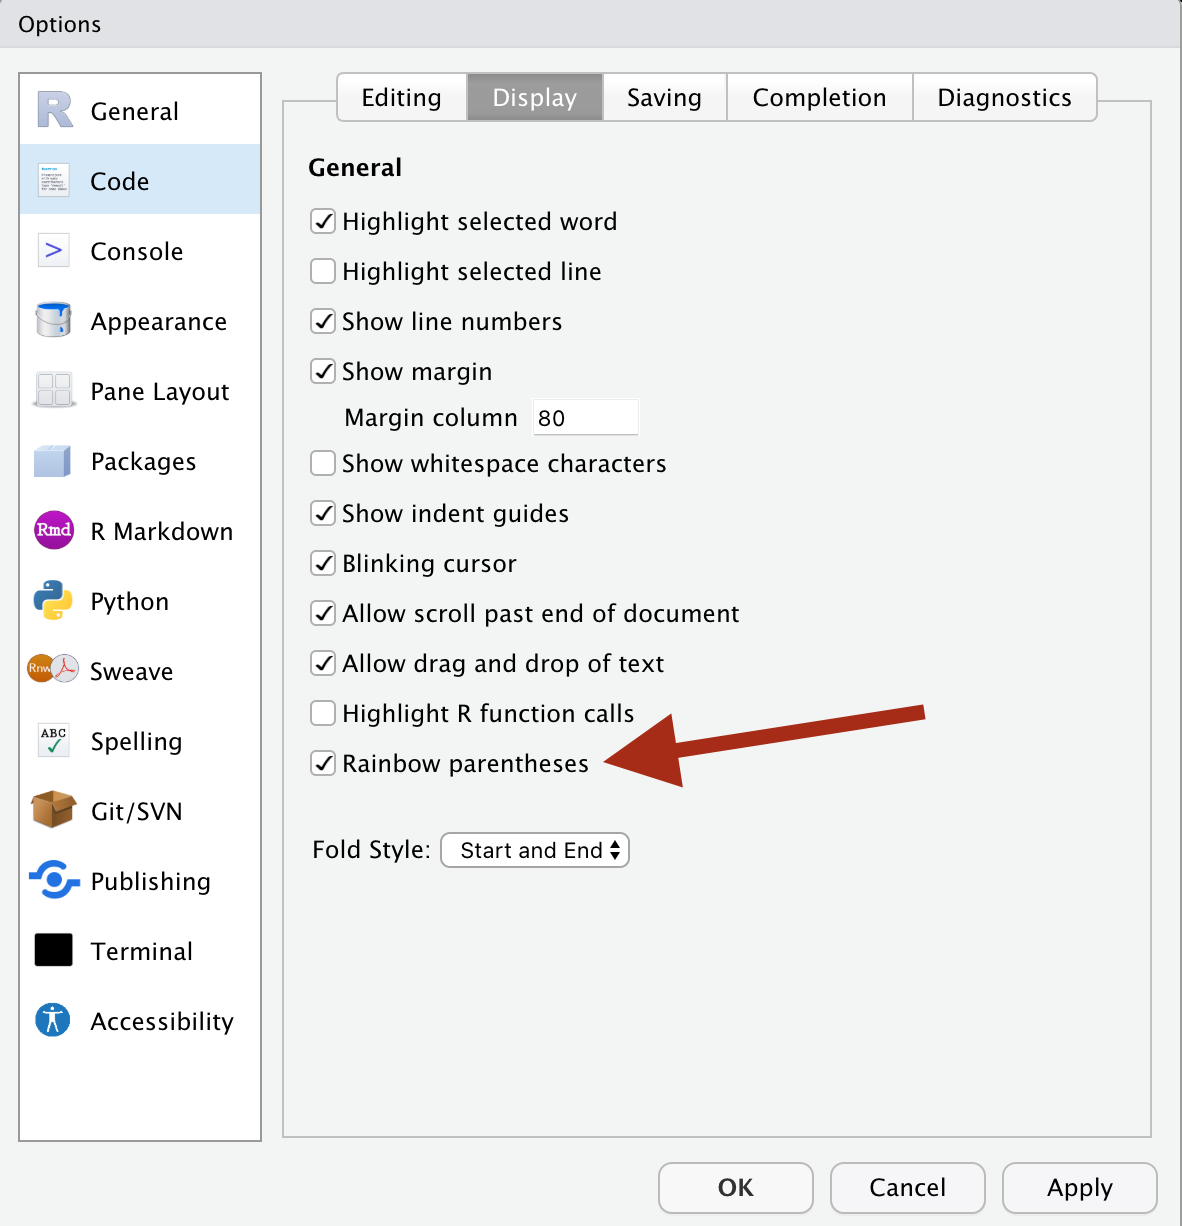 Options
General
Code
Console
Appearance
Pane Layout
Packages
Rmd R Markdown
Python
Rnw Sweave
ABC Spelling
Git/SVN
Publishing
Terminal
Accessibility
Editing Display Saving Completion Diagnostics
General
Highlight selected word
Highlight selected line
Show line numbers
Show margin
Margin column 80
Show whitespace characters
Show indent guides
Blinking cursor
Allow scroll past end of document
Allow drag and drop of text
Highlight R function calls
Rainbow parentheses
Fold Style: Start and End
OK Cancel Apply